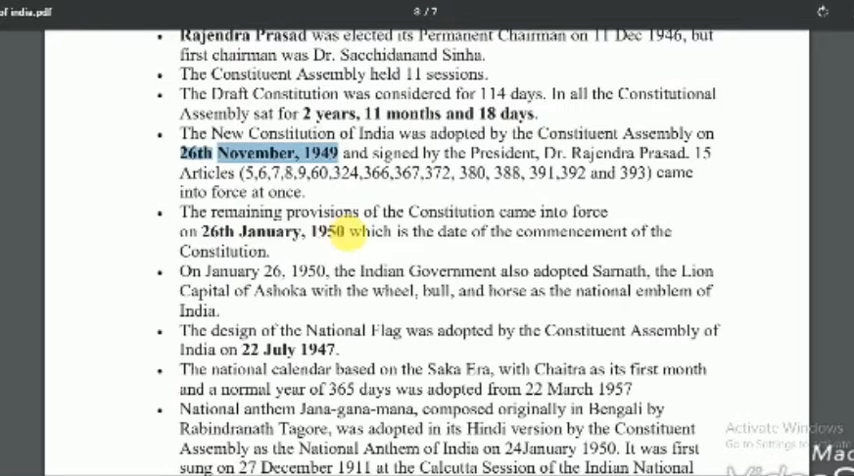 of india.pdf
8 / 7
Rajendra Prasad was elected its Permanent Chairman on 11 Dec 1946, but
first chairman was Dr. Sacchidanand Sinha.
• The Constituent Assembly held 11 sessions.
• The Draft Constitution was considered for 114 days. In all the Constitutional
Assembly sat for 2 years, 11 months and 18 days.
• The New Constitution of India was adopted by the Constituent Assembly on
26th November, 1949 and signed by the President, Dr. Rajendra Prasad. 15
Articles (5,6,7,8,9,60,324,366,367,372, 380, 388, 391,392 and 393) came
into force at once.
• The remaining provisions of the Constitution came into force
on 26th January, 1950 which is the date of the commencement of the
Constitution.
• On January 26, 1950, the Indian Government also adopted Sarnath, the Lion
Capital of Ashoka with the wheel, bull, and horse as the national emblem of
India.
• The design of the National Flag was adopted by the Constituent Assembly of
India on 22 July 1947.
• The national calendar based on the Saka Era, with Chaitra as its first month
and a normal year of 365 days was adopted from 22 March 1957
• National anthem Jana-gana-mana, composed originally in Bengali by
Rabindranath Tagore, was adopted in its Hindi version by the Constituent
Assembly as the National Anthem of India on 24January 1950. It was first
sung on 27 December 1911 at the Calcutta Session of the Indian National
Activate Windows
Go to Settings to activate
Mac